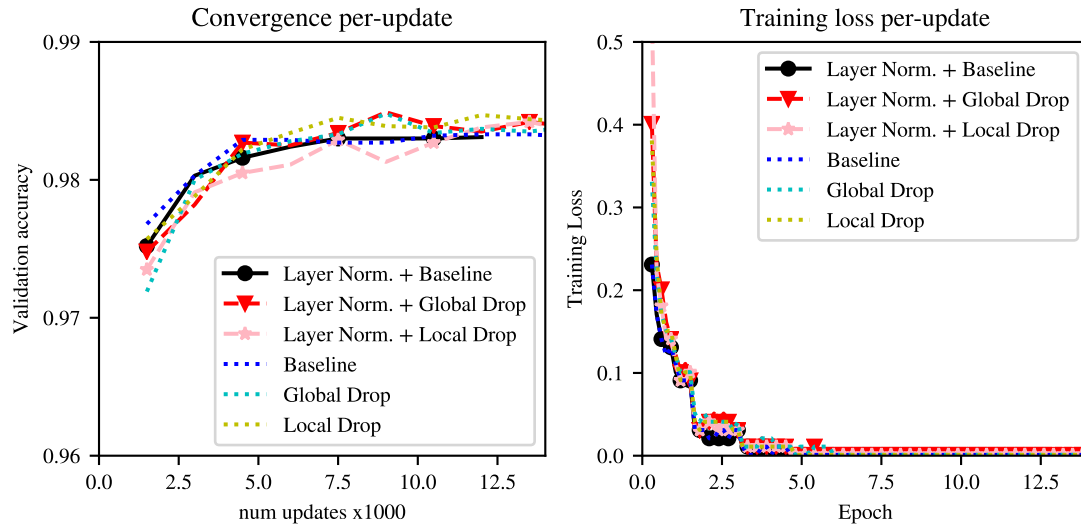 Convergence per-update
Validation accuracy
0.99
0.98
0.97
0.96
Layer Norm. + Baseline
Layer Norm. + Global Drop
Layer Norm. + Local Drop
Baseline
Global Drop
Local Drop
0.0 2.5 5.0 7.5 10.0 12.5
num updates x1000
Training loss per-update
Training Loss
0.5
0.4
0.3
0.2
0.1
0.0
Layer Norm. + Baseline
Layer Norm. + Global Drop
Layer Norm. + Local Drop
Baseline
Global Drop
Local Drop
0.0 2.5 5.0 7.5 10.0 12.5
Epoch